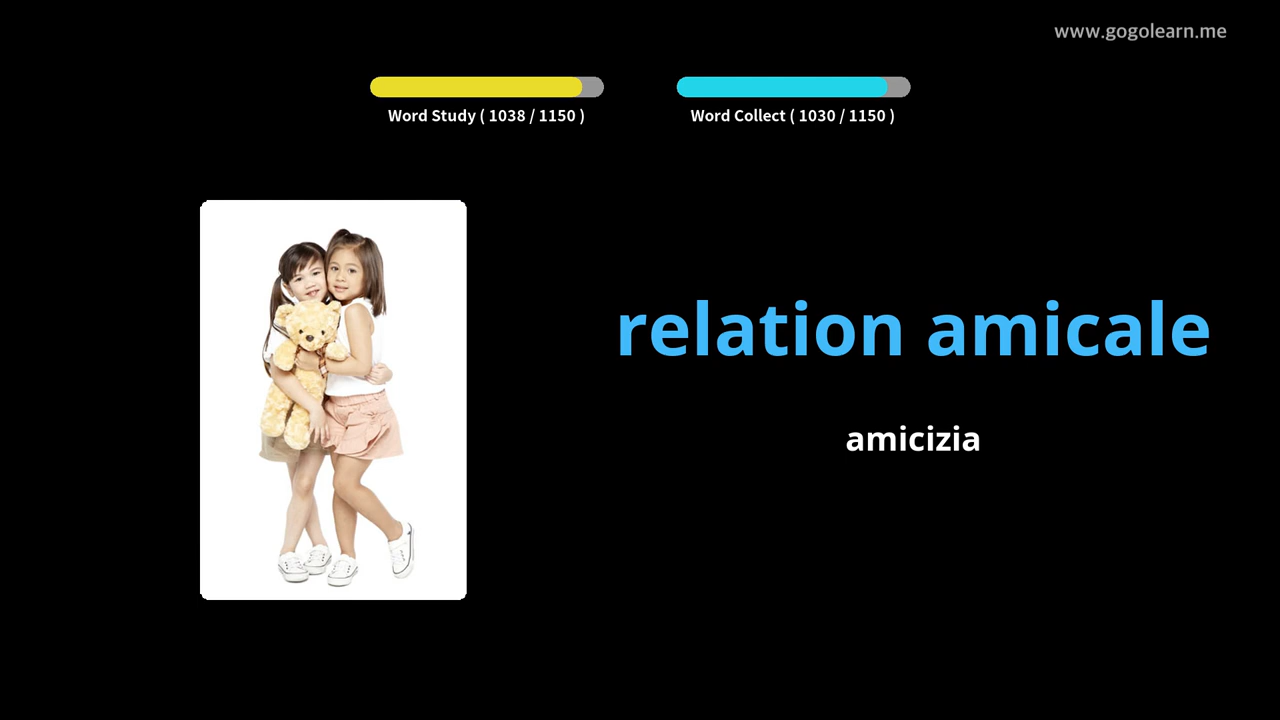 www.gogolearn.me
Word Study ( 1038 / 1150 )
Word Collect ( 1030 / 1150 )
relation amicale
amicizia